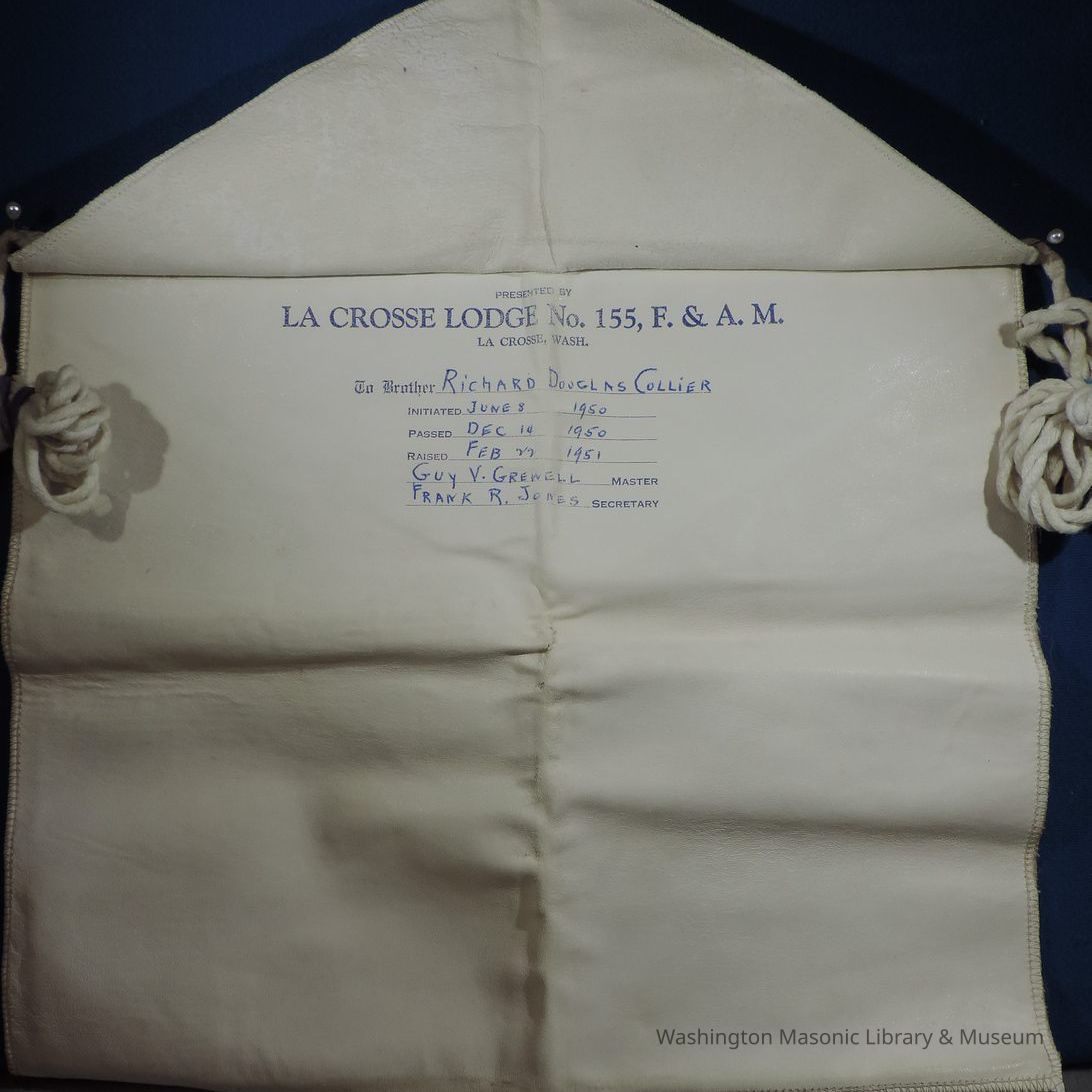 PRESENTED BY
LA CROSSE LODGE No. 155, F. & A. M.
LA CROSSE, WASH.
To Brother RICHARD DOUGLAS COLLIER
INITIATED JUNE 8 1950
PASSED DEC 14 1950
RAISED FEB 27 1951
GUY V. GREWELL MASTER
FRANK R. JONES SECRETARY
Washington Masonic Library & Museum